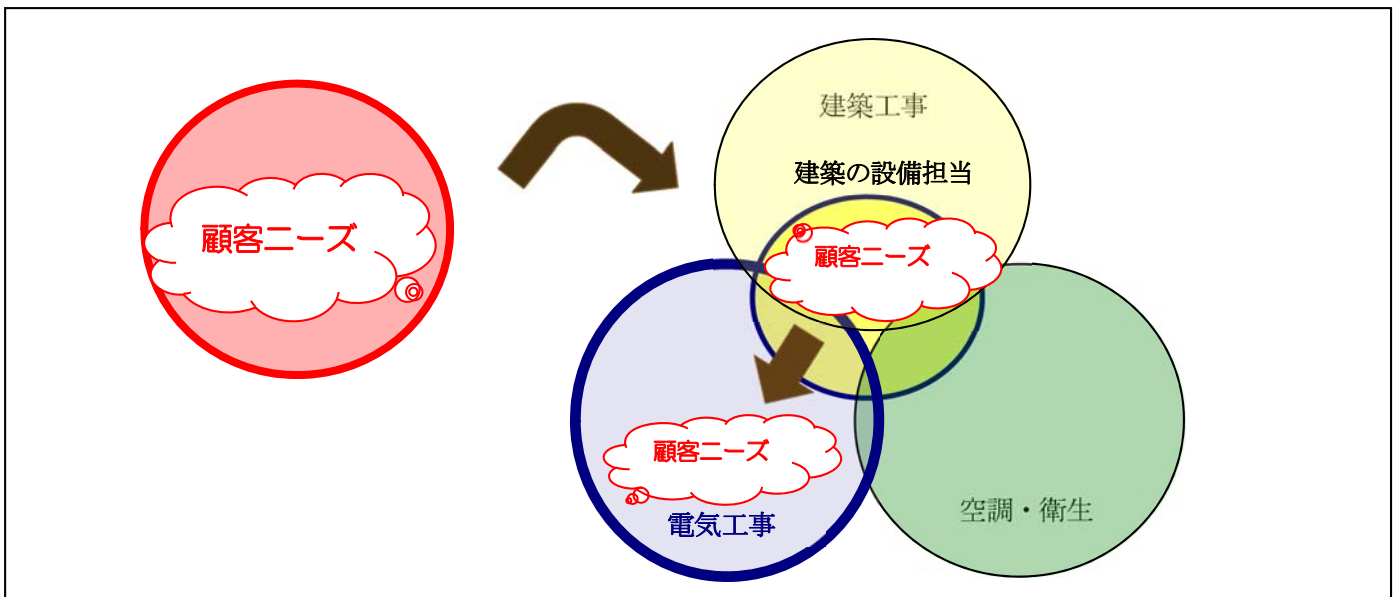 顧客ニーズ
建築工事
建築の設備担当
顧客ニーズ
顧客ニーズ
電気工事
空調・衛生